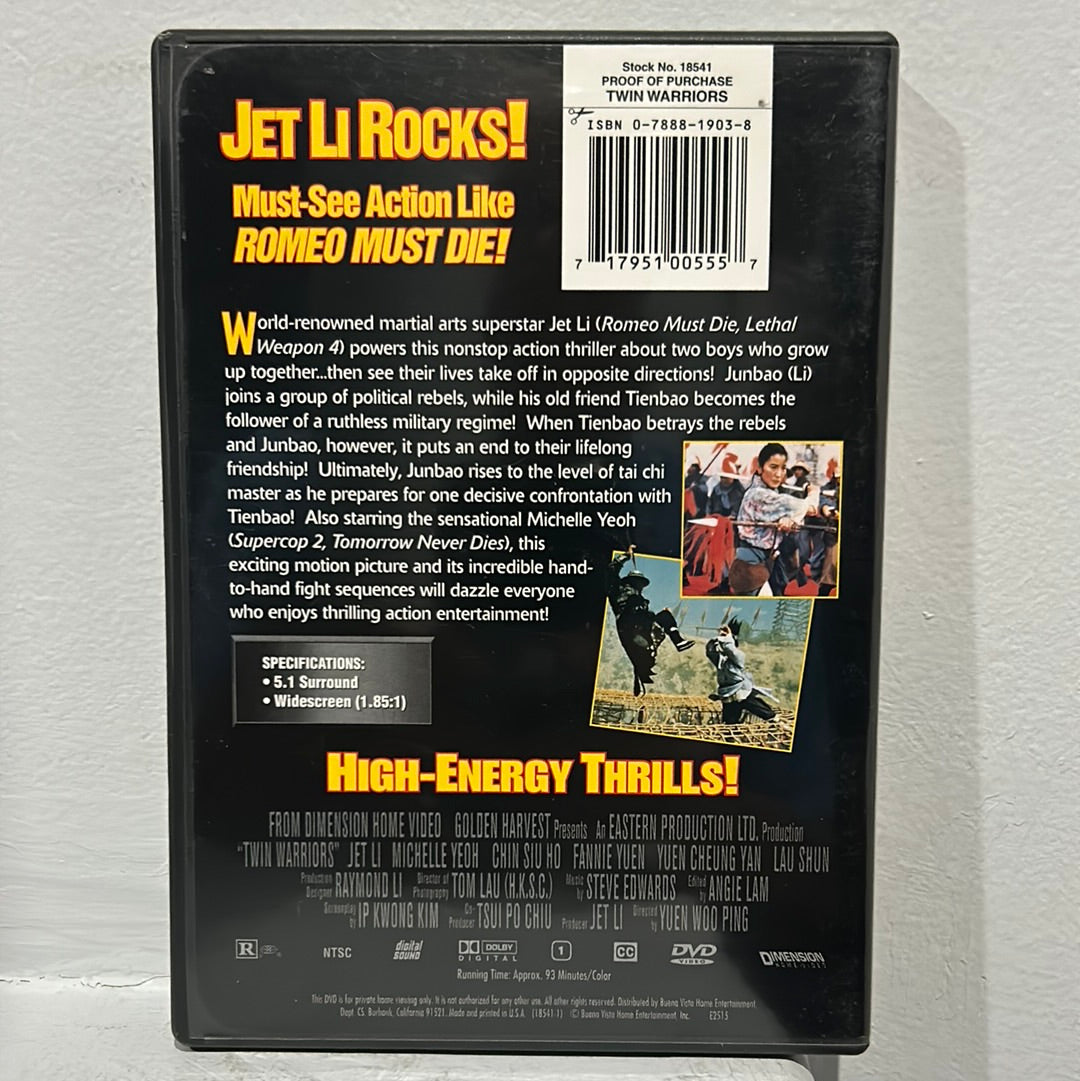 Stock No. 18541
PROOF OF PURCHASE
TWIN WARRIORS
ISBN 0-7888-1903-8
7 17951 00555 7
JET LI ROCKS!
Must-See Action Like
ROMEO MUST DIE!
World-renowned martial arts superstar Jet Li (Romeo Must Die, Lethal
Weapon 4) powers this nonstop action thriller about two boys who grow
up together...then see their lives take off in opposite directions! Junbao (Li)
joins a group of political rebels, while his old friend Tienbao becomes the
follower of a ruthless military regime! When Tienbao betrays the rebels
and Junbao, however, it puts an end to their lifelong
friendship! Ultimately, Junbao rises to the level of tai chi
master as he prepares for one decisive confrontation with
Tienbao! Also starring the sensational Michelle Yeoh
(Supercop 2, Tomorrow Never Dies), this
exciting motion picture and its incredible hand-
to-hand fight sequences will dazzle everyone
who enjoys thrilling action entertainment!
SPECIFICATIONS:
• 5.1 Surround
• Widescreen (1.85:1)
HIGH-ENERGY THRILLS!
FROM DIMENSION HOME VIDEO GOLDEN HARVEST Presents An EASTERN PRODUCTION LTD. Production
"TWIN WARRIORS" JET LI MICHELLE YEOH CHIN SIU HO FANNIE YUEN YUEN CHEUNG YAN LAU SHUN
Production Designer RAYMOND LI Director of Photography TOM LAU (H.K.S.C.) Music by STEVE EDWARDS Edited by ANGIE LAM
Screenplay by IP KWONG KIM Co-Producer TSUI PO CHIU Producer JET LI Directed by YUEN WOO PING
R NTSC digital sound DOLBY DIGITAL 1 CC DVD VIDEO DIMENSION HOME VIDEO
Running Time: Approx. 93 Minutes/Color
This DVD is for private home viewing only. It is not authorized for any other use. All other rights reserved. Distributed by Buena Vista Home Entertainment,
Dept. CS, Burbank, California 91521. Made and printed in U.S.A. (18541-1) © Buena Vista Home Entertainment, Inc. E2515